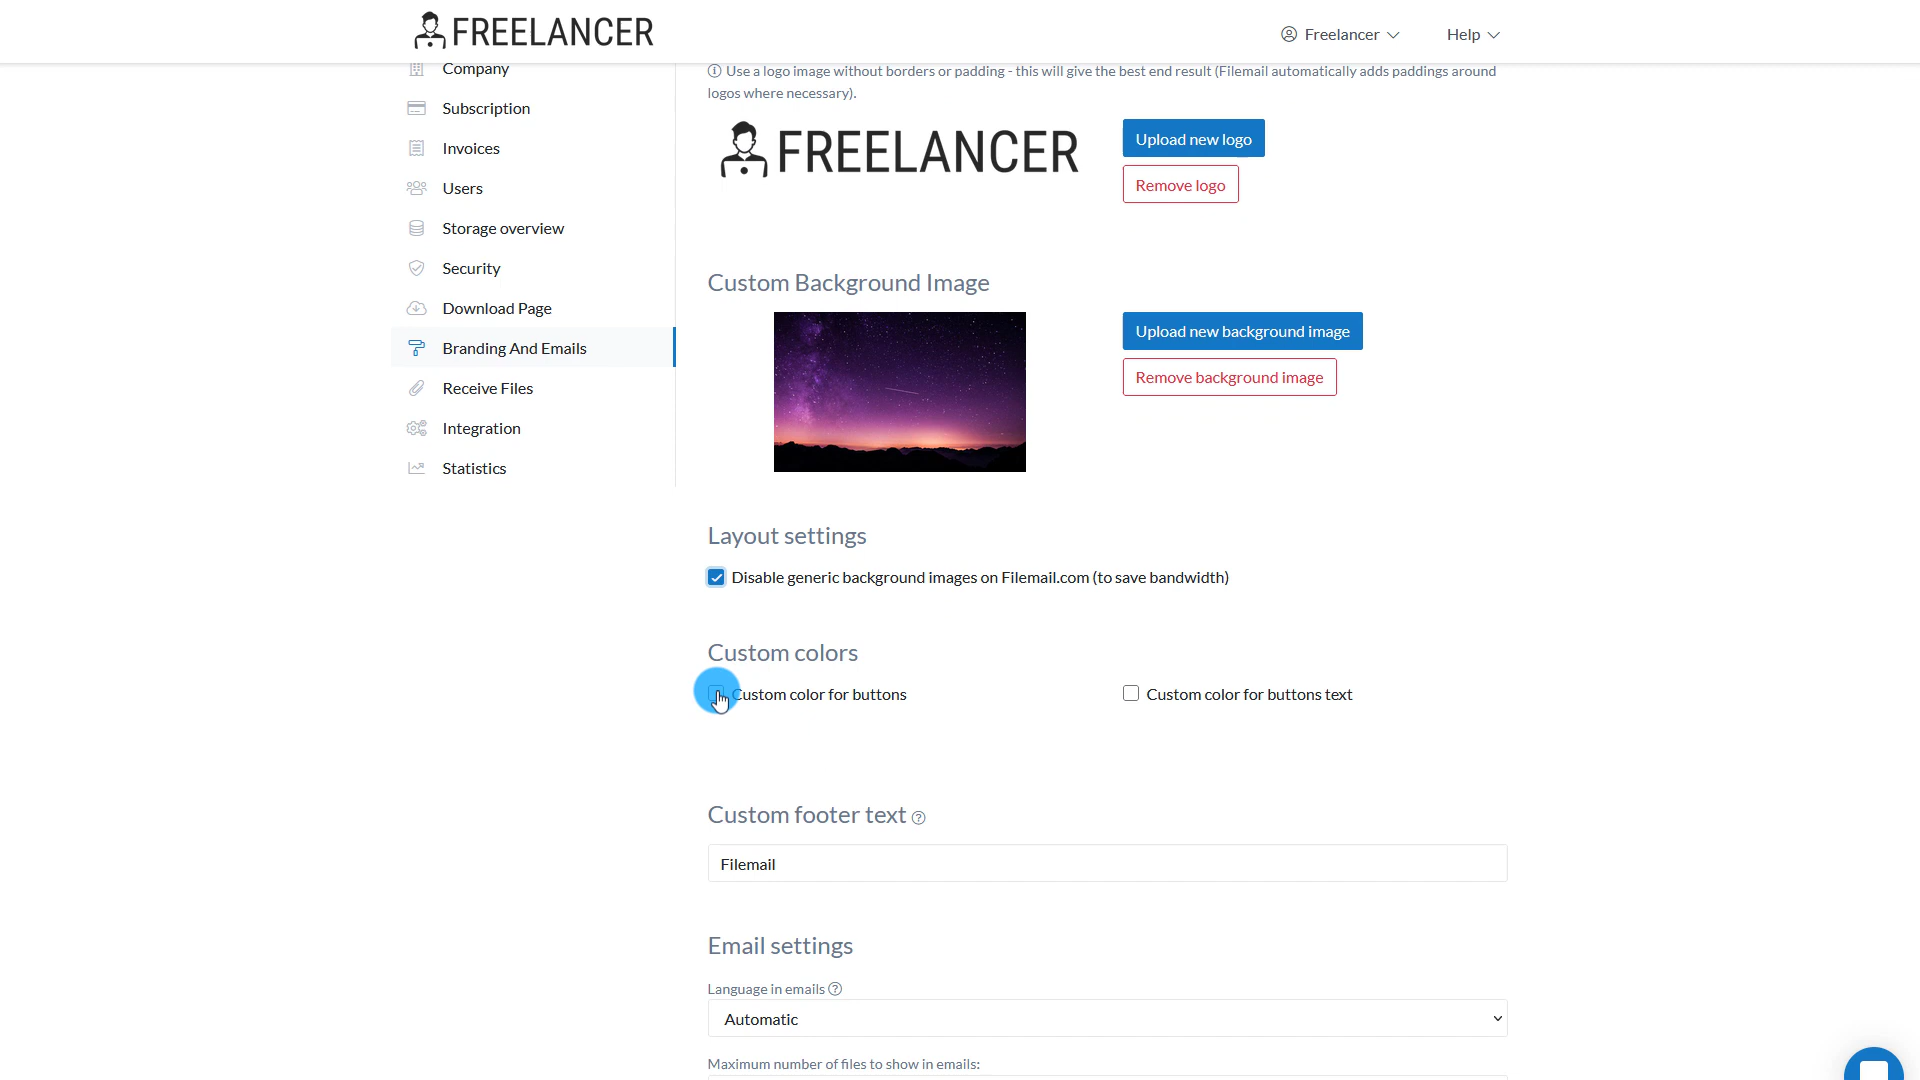 FREELANCER
Freelancer
Help
Company
Subscription
Invoices
Users
Storage overview
Security
Download Page
Branding And Emails
Receive Files
Integration
Statistics
Use a logo image without borders or padding - this will give the best end result (Filemail automatically adds paddings around
logos where necessary).
FREELANCER
Upload new logo
Remove logo
Custom Background Image
Upload new background image
Remove background image
Layout settings
Disable generic background images on Filemail.com (to save bandwidth)
Custom colors
Custom color for buttons
Custom color for buttons text
Custom footer text
Filemail
Email settings
Language in emails
Automatic
Maximum number of files to show in emails: